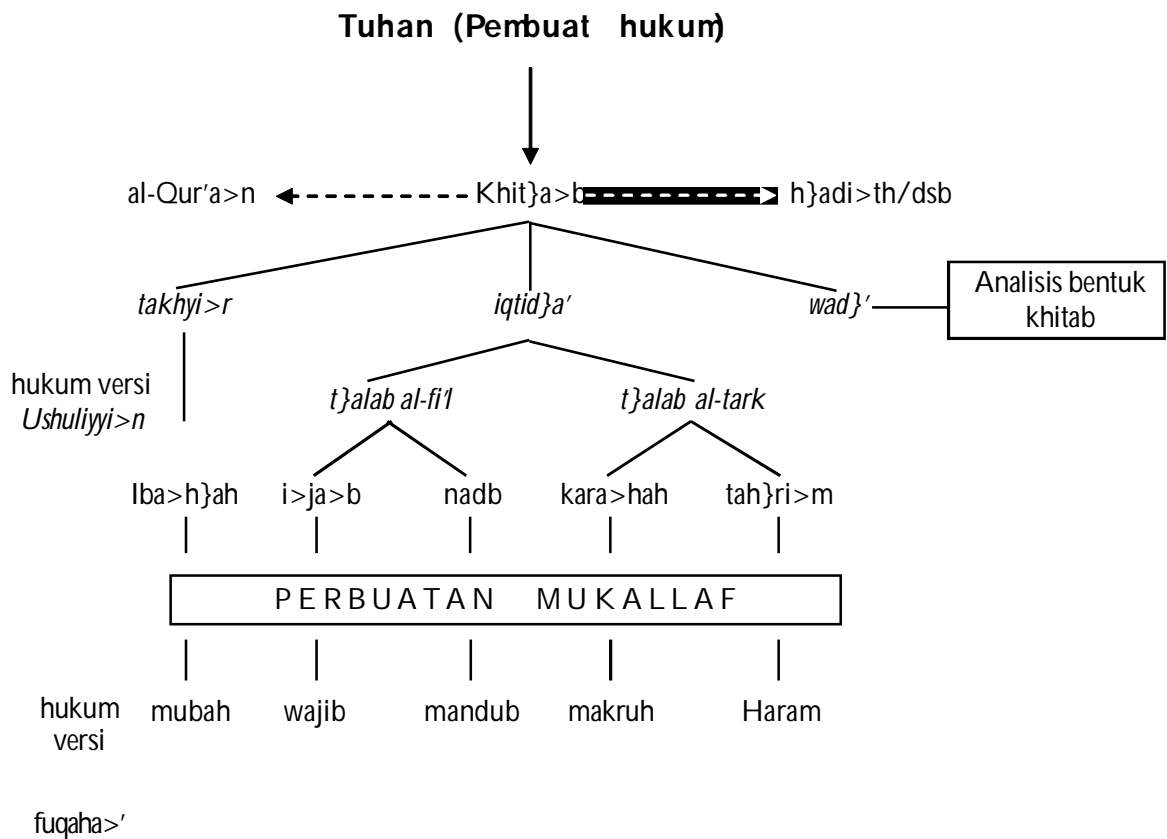 Tuhan (Pembuat hukum)
al-Qur'a>n Khit}a>b h}adi>th/dsb
takhyi>r iqtid}a' wad}' Analisis bentuk
khitab
hukum versi
Ushuliyyi>n
t}alab al-fi'l t}alab al-tark
Iba>h}ah i>ja>b nadb kara>hah tah}ri>m
PERBUATAN MUKALLAF
hukum
versi
mubah wajib mandub makruh Haram
fuqaha>'